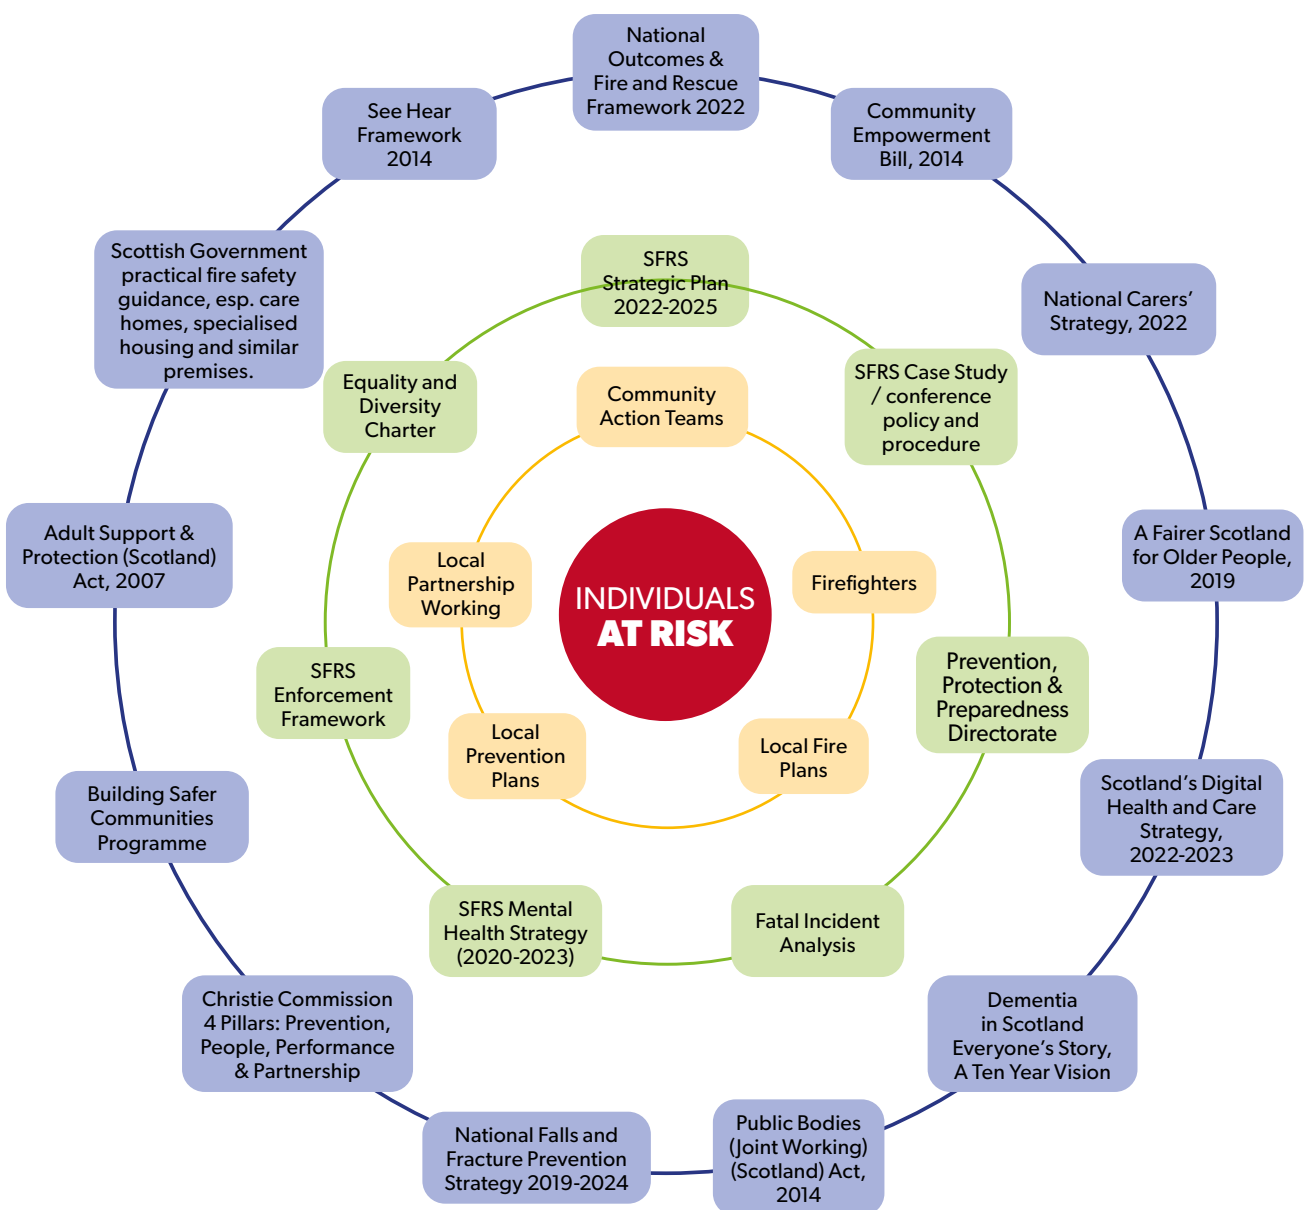 National
Outcomes &
Fire and Rescue
Framework 2022
See Hear
Framework
2014
Community
Empowerment
Bill, 2014
Scottish Government
practical fire safety
guidance, esp. care
homes, specialised
housing and similar
premises.
SFRS
Strategic Plan
2022-2025
National Carers’
Strategy, 2022
Equality and
Diversity
Charter
Community
Action Teams
SFRS Case Study
/ conference
policy and
procedure
Adult Support &
Protection (Scotland)
Act, 2007
Local
Partnership
Working
INDIVIDUALS
AT RISK
Firefighters
A Fairer Scotland
for Older People,
2019
SFRS
Enforcement
Framework
Prevention,
Protection &
Preparedness
Directorate
Local
Prevention
Plans
Local Fire
Plans
Building Safer
Communities
Programme
Scotland’s Digital
Health and Care
Strategy,
2022-2023
SFRS Mental
Health Strategy
(2020-2023)
Fatal Incident
Analysis
Christie Commission
4 Pillars: Prevention,
People, Performance
& Partnership
Dementia
in Scotland
Everyone’s Story,
A Ten Year Vision
National Falls and
Fracture Prevention
Strategy 2019-2024
Public Bodies
(Joint Working)
(Scotland) Act,
2014